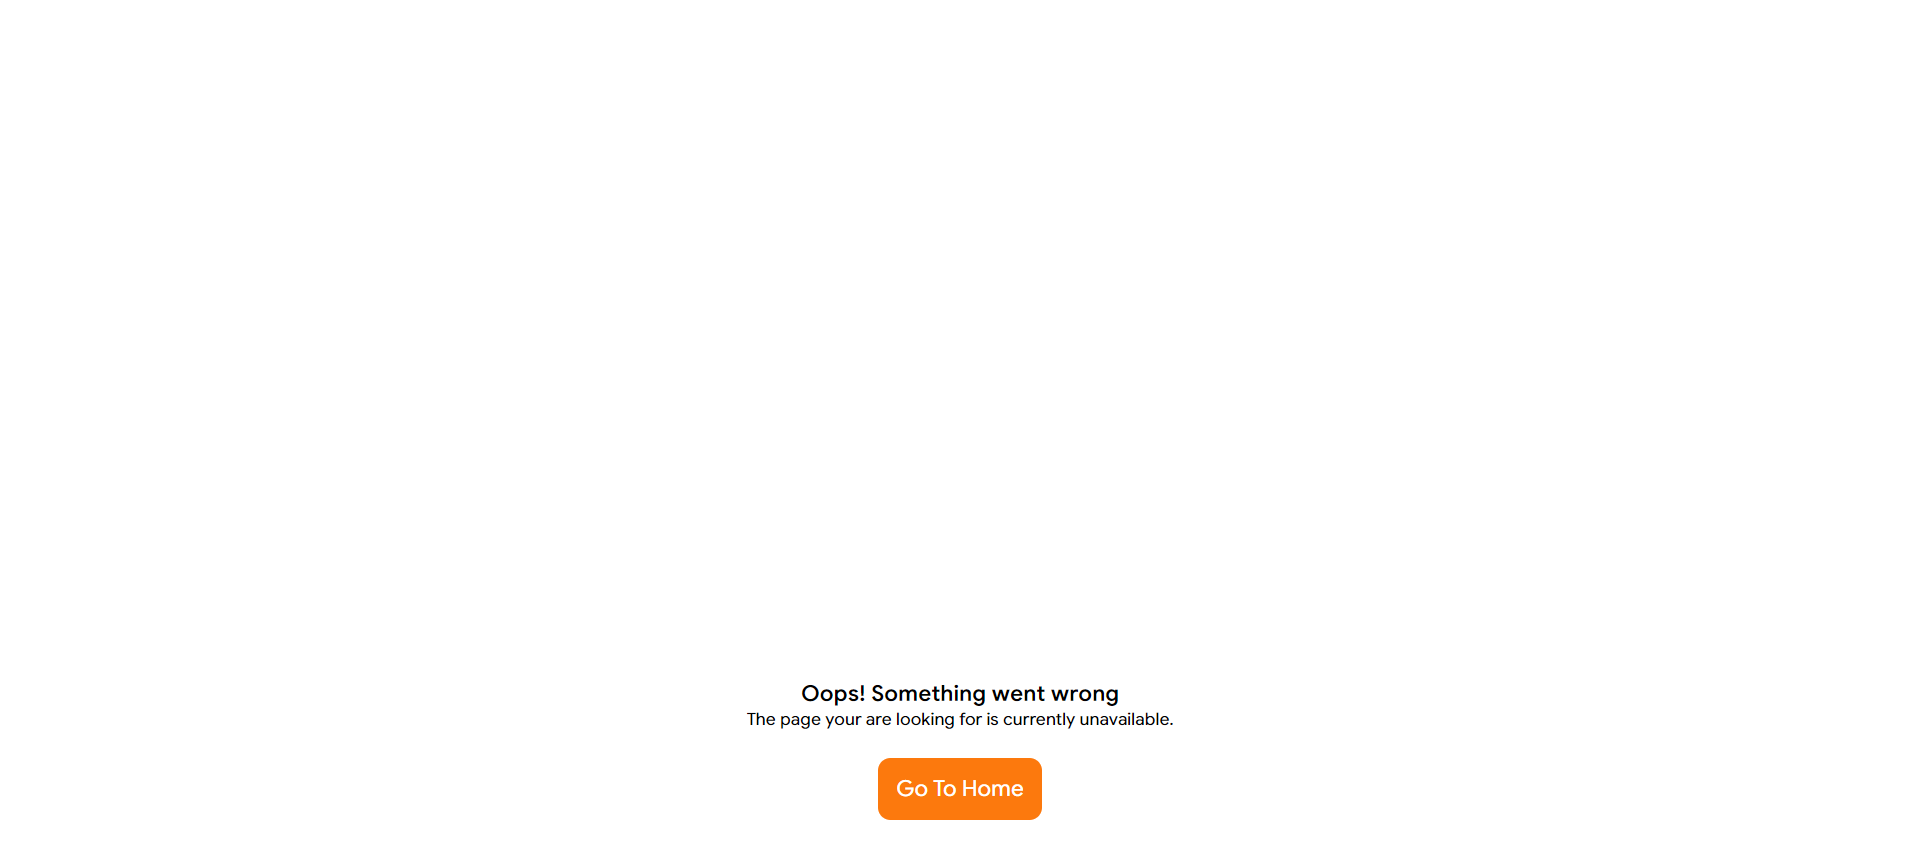 Oops! Something went wrong
The page your are looking for is currently unavailable.
Go To Home